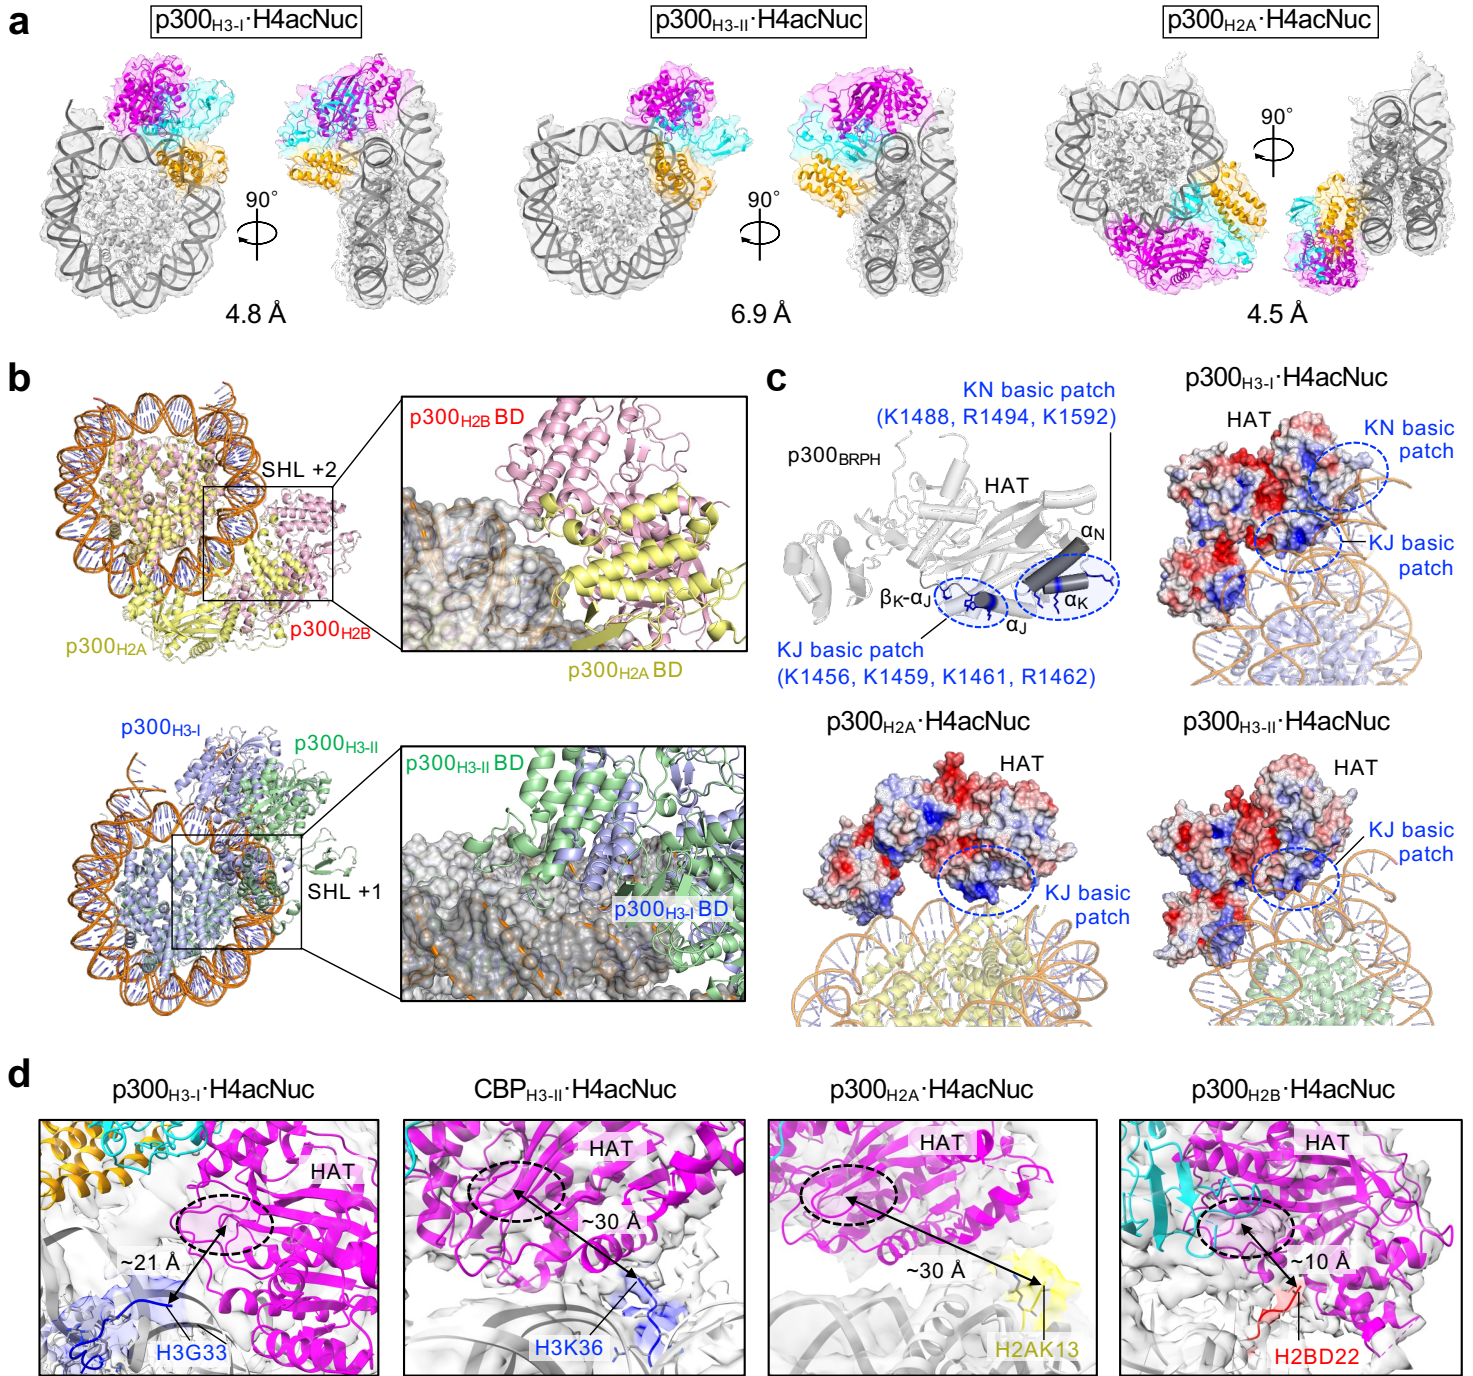 a
p300H3-I·H4acNuc
p300H3-II·H4acNuc
p300H2A·H4acNuc
90°
90°
90°
4.8 Å
6.9 Å
4.5 Å
b
SHL +2
p300H2A
p300H2B
p300H2B BD
p300H2A BD
p300H3-I
p300H3-II
SHL +1
p300H3-II BD
p300H3-I BD
c
KN basic patch
(K1488, R1494, K1592)
p300BRPH
HAT
αN
αK
βK-αJ
αJ
KJ basic patch
(K1456, K1459, K1461, R1462)
p300H3-I·H4acNuc
HAT
KN basic
patch
KJ basic
patch
p300H2A·H4acNuc
HAT
KJ basic
patch
p300H3-II·H4acNuc
HAT
KJ basic
patch
d
p300H3-I·H4acNuc
HAT
~21 Å
H3G33
CBPH3-II·H4acNuc
HAT
~30 Å
H3K36
p300H2A·H4acNuc
HAT
~30 Å
H2AK13
p300H2B·H4acNuc
HAT
~10 Å
H2BD22